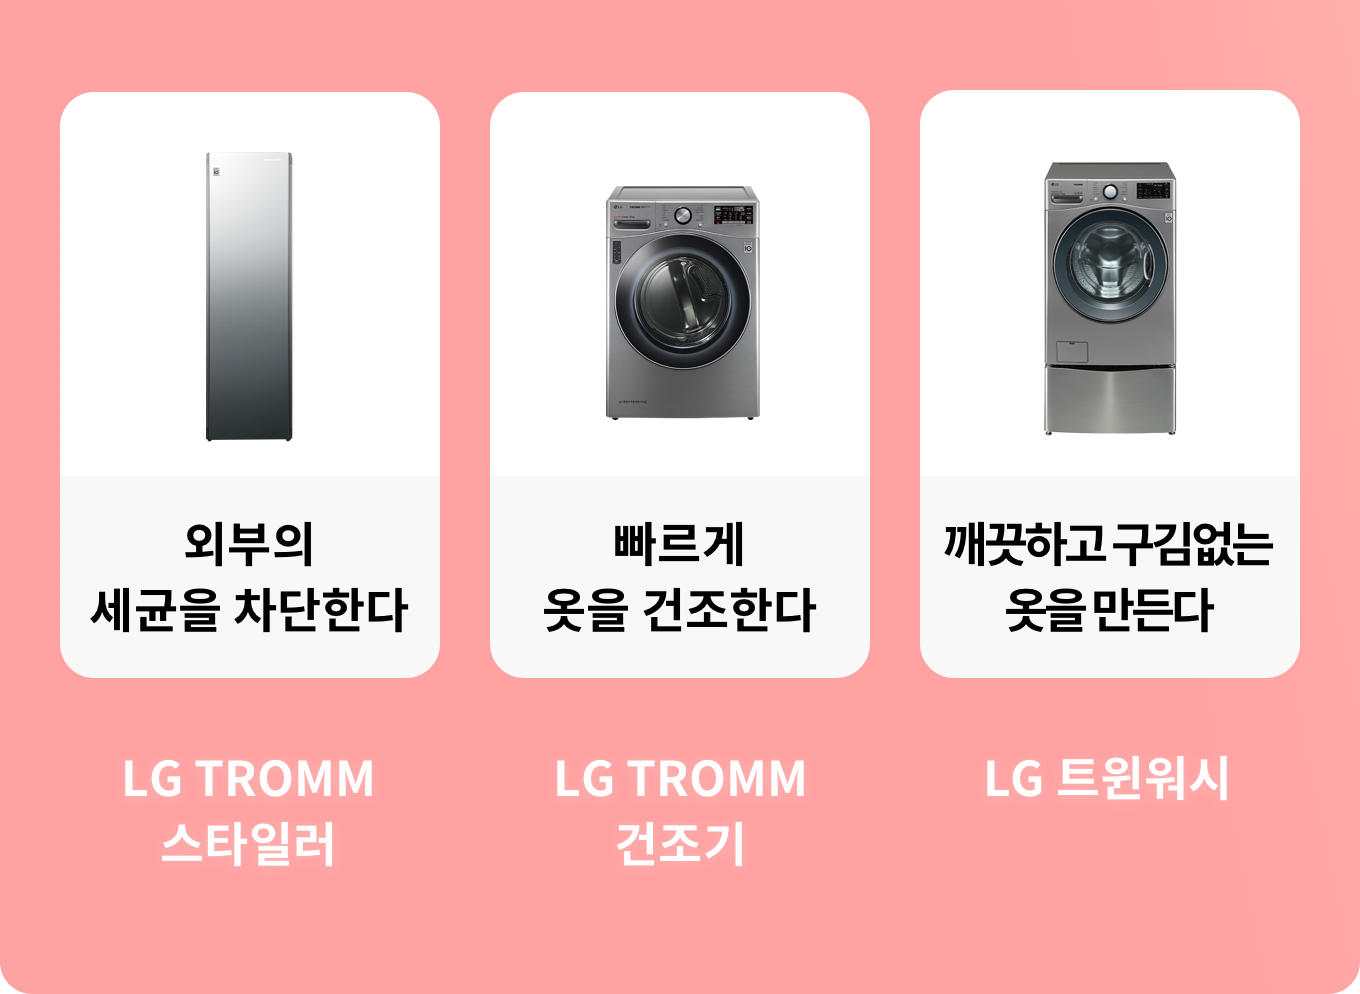 외부의
세균을 차단한다
빠르게
옷을 건조한다
깨끗하고 구김없는
옷을 만든다
LG TROMM
스타일러
LG TROMM
건조기
LG 트윈워시